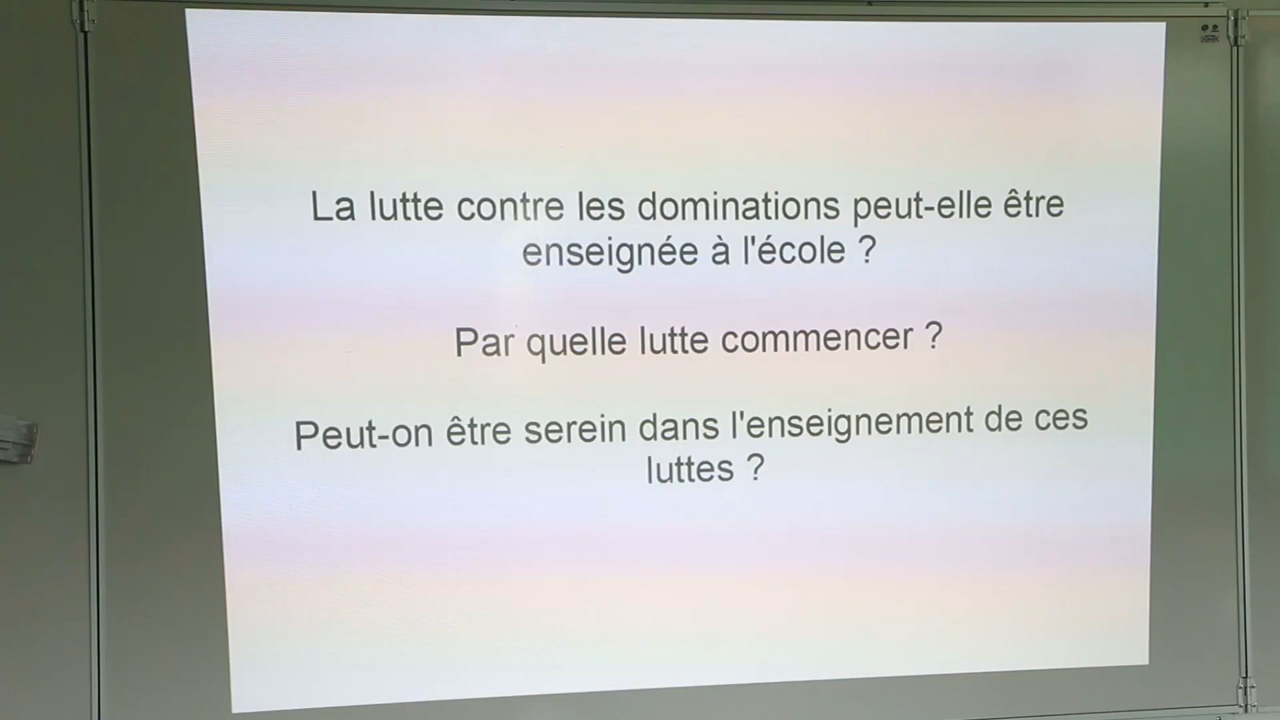 La lutte contre les dominations peut-elle être
enseignée à l'école ?
Par quelle lutte commencer ?
Peut-on être serein dans l'enseignement de ces
luttes ?